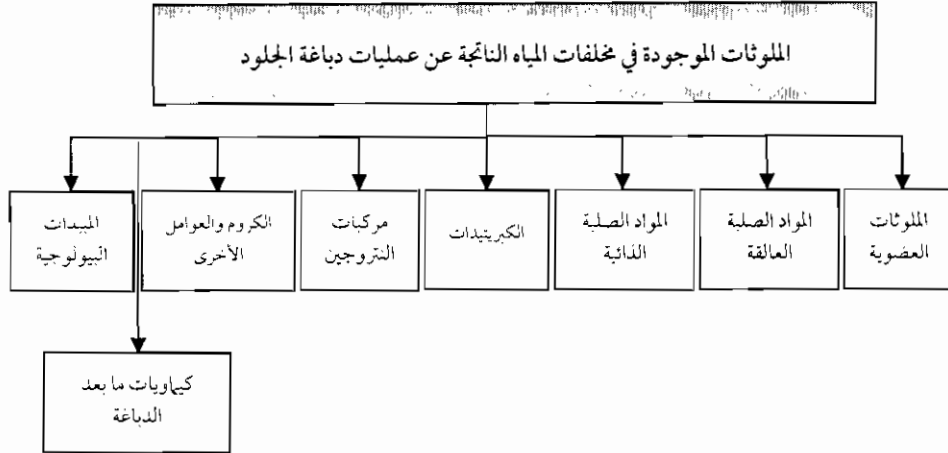 الملوثات الموجودة في مخلفات المياه الناتجة عن عمليات دباغة الجلود
الملوثات
العضوية
المواد الصلبة
العالقة
المواد الصلبة
الذائبة
الكبريتيدات
مركبات
النتروجين
الكروم والعوامل
الأخرى
المبيدات
البيولوجية
كيماويات ما بعد
الدباغة